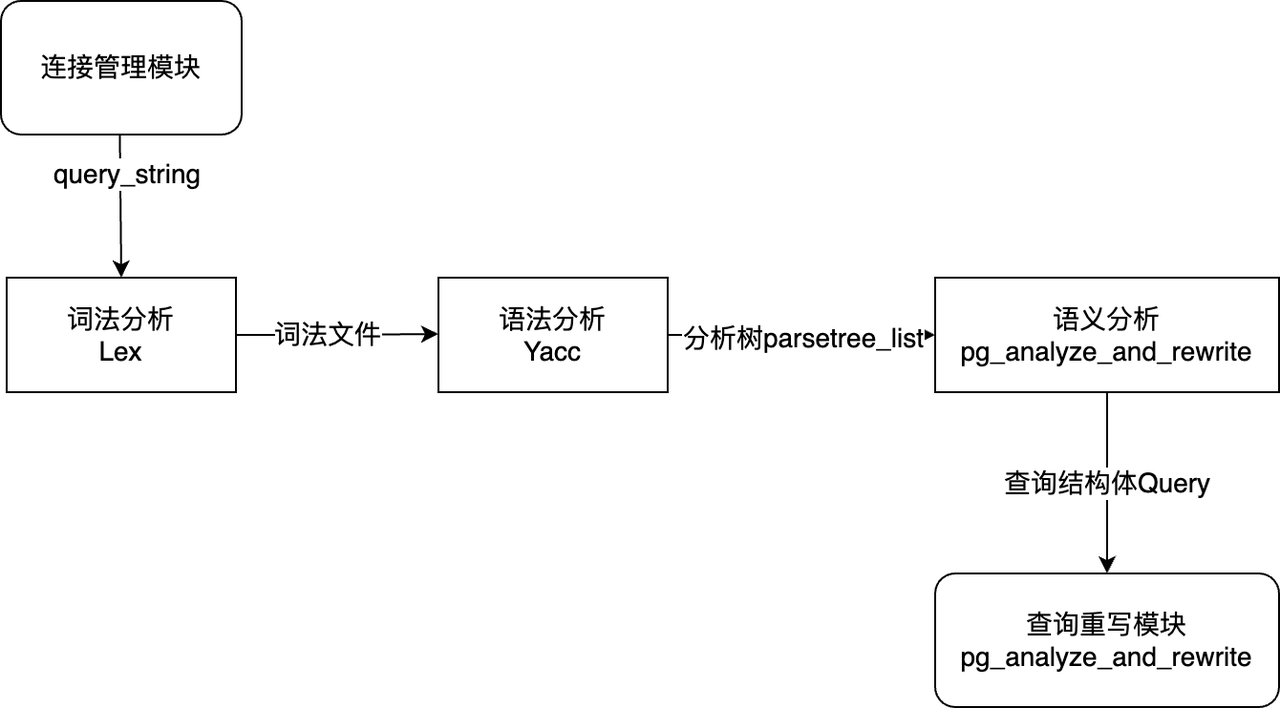 连接管理模块
query_string
词法分析
Lex
词法文件
语法分析
Yacc
分析树parsetree_list
语义分析
pg_analyze_and_rewrite
查询结构体Query
查询重写模块
pg_analyze_and_rewrite